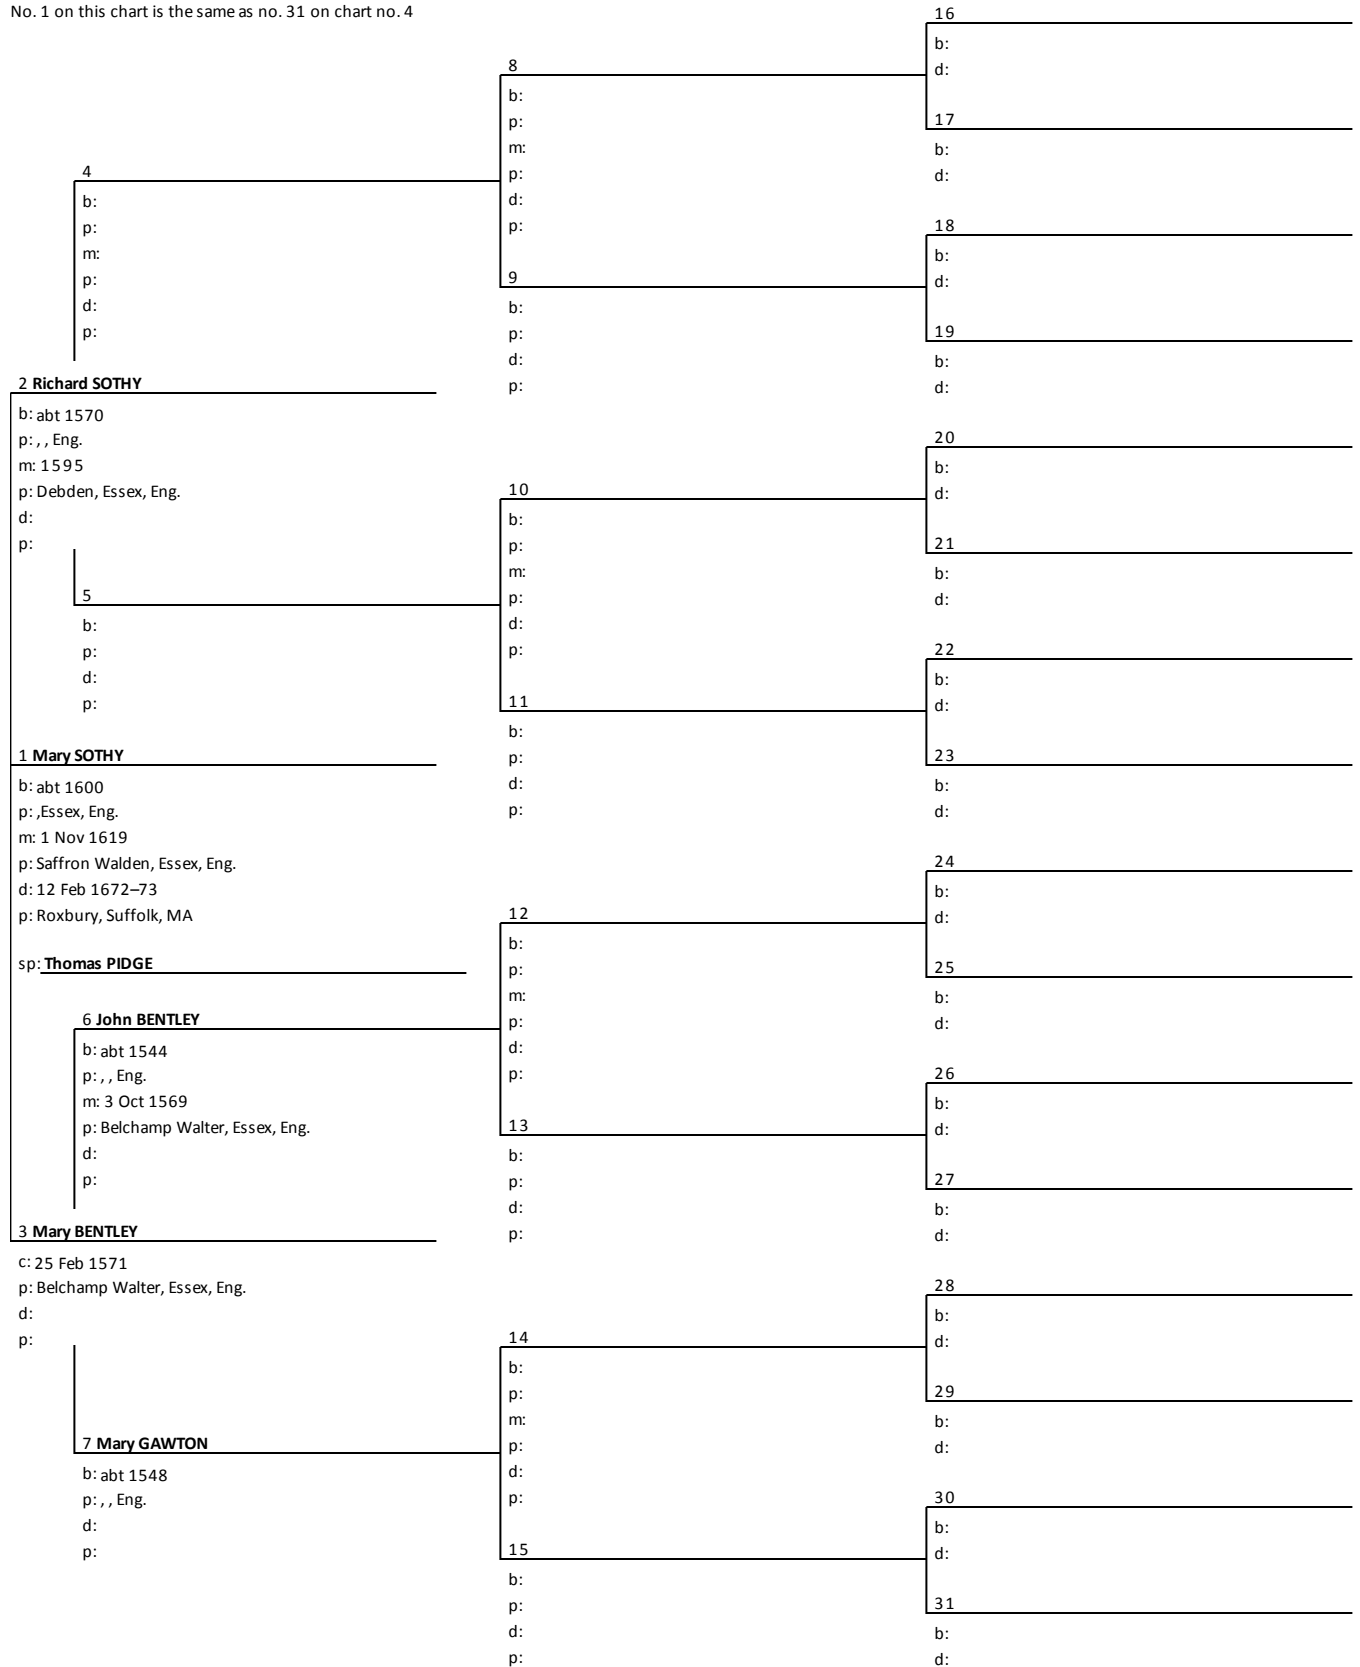 No. 1 on this chart is the same as no. 31 on chart no. 4
2 Richard SOTHY
b: abt 1570
p: , , Eng.
m: 1595
p: Debden, Essex, Eng.
d:
p:
1 Mary SOTHY
b: abt 1600
p: ,Essex, Eng.
m: 1 Nov 1619
p: Saffron Walden, Essex, Eng.
d: 12 Feb 1672–73
p: Roxbury, Suffolk, MA
sp: Thomas PIDGE
3 Mary BENTLEY
c: 25 Feb 1571
p: Belchamp Walter, Essex, Eng.
d:
p:
4
b:
p:
m:
p:
d:
p:
5
b:
p:
d:
p:
6 John BENTLEY
b: abt 1544
p: , , Eng.
m: 3 Oct 1569
p: Belchamp Walter, Essex, Eng.
d:
p:
7 Mary GAWTON
b: abt 1548
p: , , Eng.
d:
p:
8
b:
p:
m:
p:
d:
p:
9
b:
p:
d:
p:
10
b:
p:
m:
p:
d:
p:
11
b:
p:
d:
p:
12
b:
p:
m:
p:
d:
p:
13
b:
p:
d:
p:
14
b:
p:
m:
p:
d:
p:
15
b:
p:
d:
p:
16
b:
d:
17
b:
d:
18
b:
d:
19
b:
d:
20
b:
d:
21
b:
d:
22
b:
d:
23
b:
d:
24
b:
d:
25
b:
d:
26
b:
d:
27
b:
d:
28
b:
d:
29
b:
d:
30
b:
d:
31
b:
d: